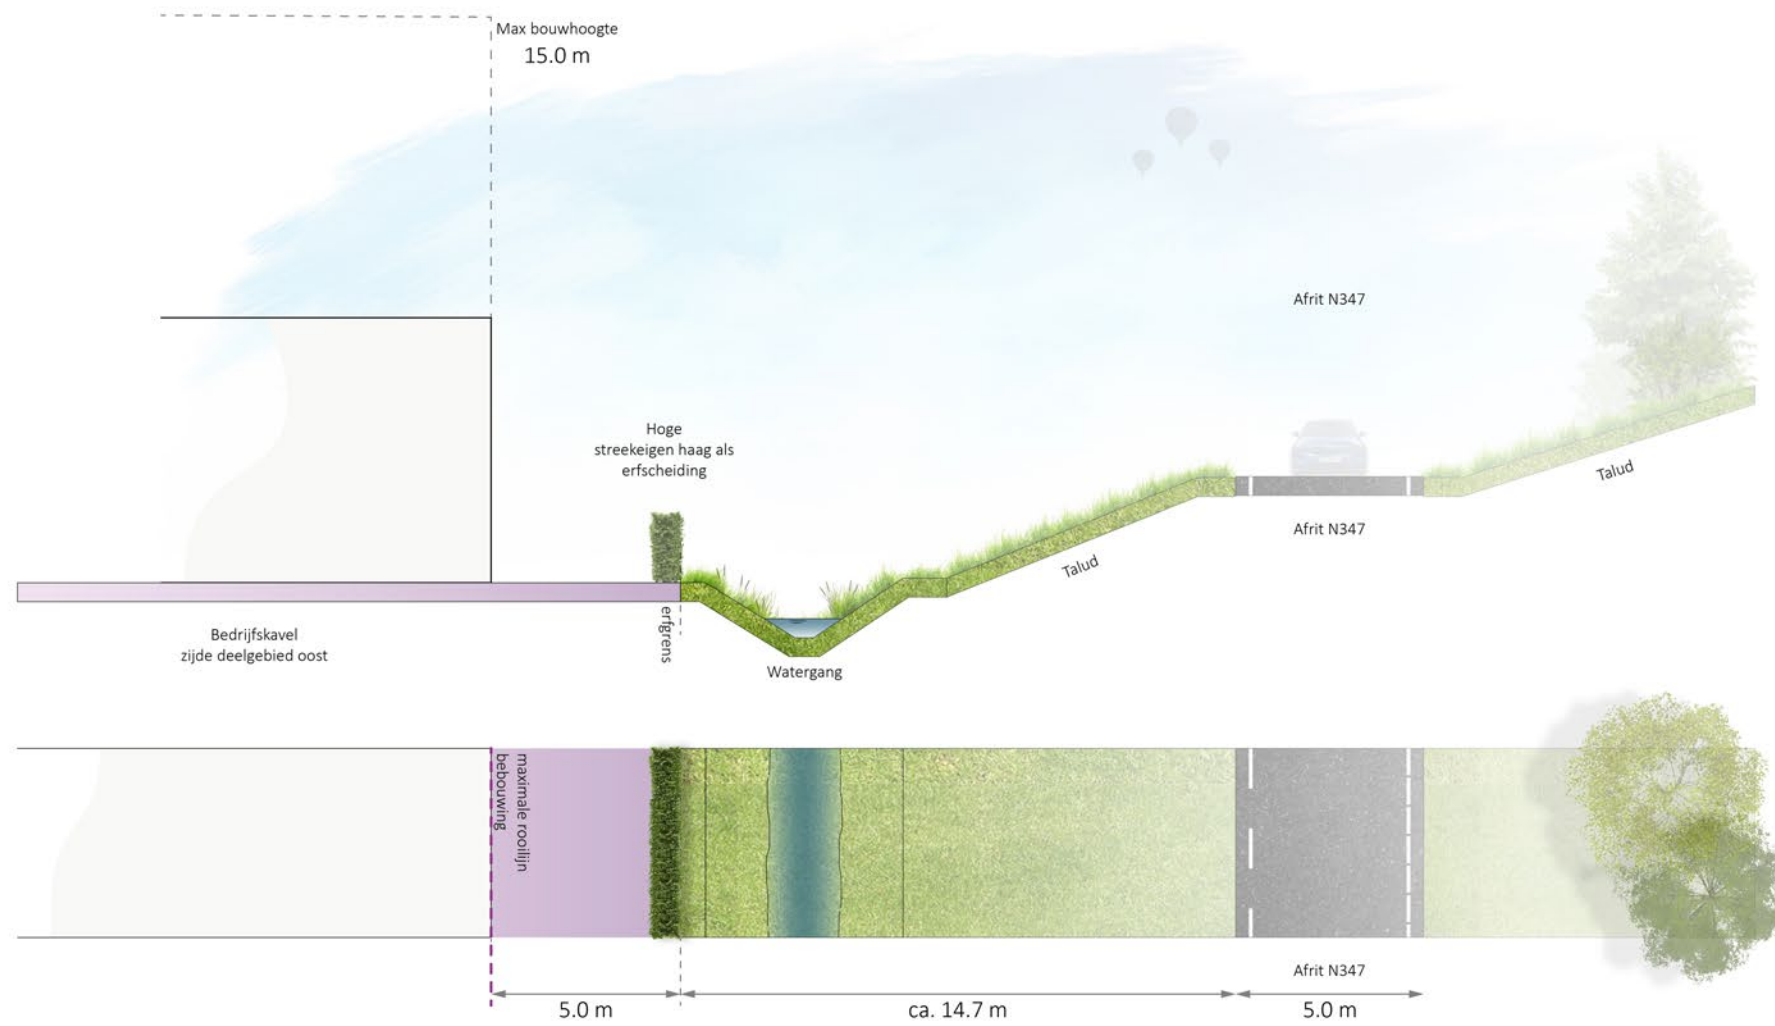 Max bouwhoogte
15.0 m
Afrit N347
Hoge
streekeigen haag als
erfscheiding
Talud
Afrit N347
Talud
erfgrens
Bedrijfskavel
zijde deelgebied oost
Watergang
maximale rooilijn
bebouwing
Afrit N347
5.0 m
ca. 14.7 m
5.0 m